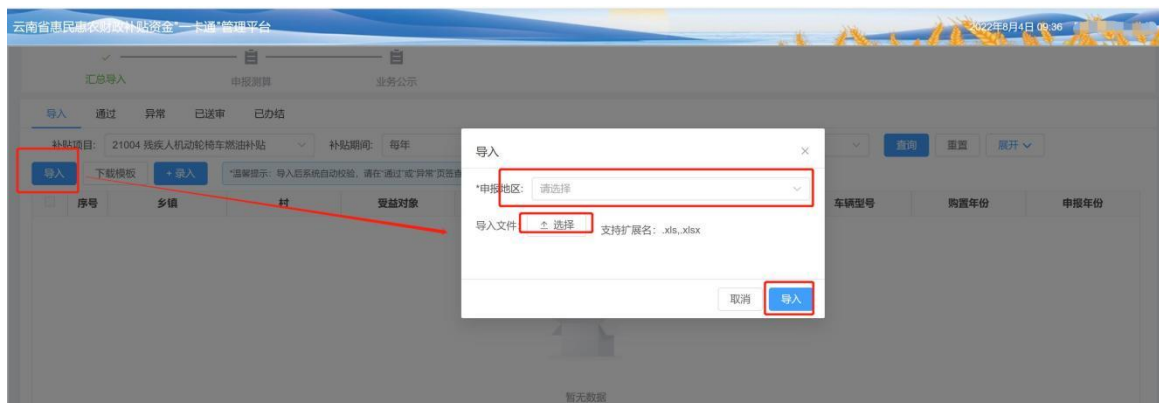 云南省惠民惠农财政补贴资金"一卡通"管理平台
2022年8月4日 09:36
汇总导入 申报测算 业务公示
导入 通过 异常 已送审 已办结
补贴项目: 21004 残疾人机动轮椅车燃油补贴 补贴期间: 每年 查询 重置 展开
导入 下载模板 + 录入 *温馨提示: 导入后系统自动校验, 请在"通过"或"异常"页签查
序号 乡镇 村 受益对象 车辆型号 购置年份 申报年份
导入
*申报地区: 请选择
导入文件: 选择 支持扩展名: .xls,.xlsx
取消 导入
暂无数据